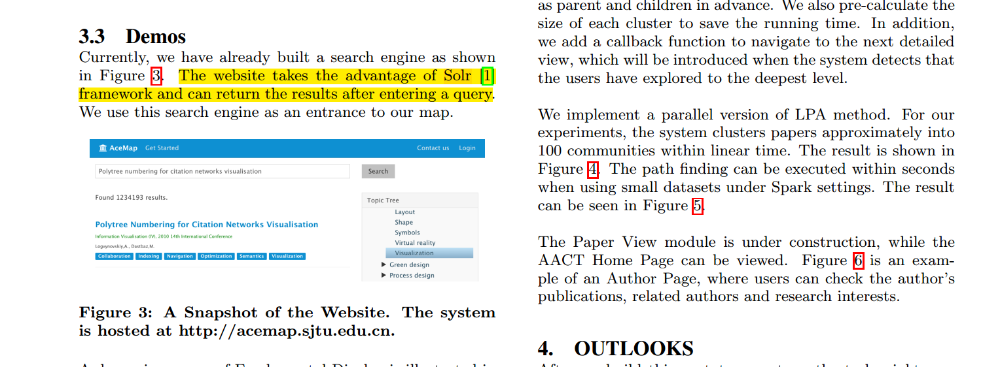 3.3 Demos
Currently, we have already built a search engine as shown
in Figure 3. The website takes the advantage of Solr [1]
framework and can return the results after entering a query.
We use this search engine as an entrance to our map.
AceMap Get Started Contact us Login
Polytree numbering for citation networks visualisation Search
Found 1234193 results.
Polytree Numbering for Citation Networks Visualisation
Information Visualisation (IV), 2010 14th International Conference
Logvynovskiy,A., Dastbaz,M.
Collaboration Indexing Navigation Optimization Semantics Visualization
Topic Tree
Layout
Shape
Symbols
Virtual reality
Visualization
Green design
Process design
Figure 3: A Snapshot of the Website. The system
is hosted at http://acemap.sjtu.edu.cn.
as parent and children in advance. We also pre-calculate the
size of each cluster to save the running time. In addition,
we add a callback function to navigate to the next detailed
view, which will be introduced when the system detects that
the users have explored to the deepest level.
We implement a parallel version of LPA method. For our
experiments, the system clusters papers approximately into
100 communities within linear time. The result is shown in
Figure 4. The path finding can be executed within seconds
when using small datasets under Spark settings. The result
can be seen in Figure 5.
The Paper View module is under construction, while the
AACT Home Page can be viewed. Figure 6 is an exam-
ple of an Author Page, where users can check the author's
publications, related authors and research interests.
4. OUTLOOKS